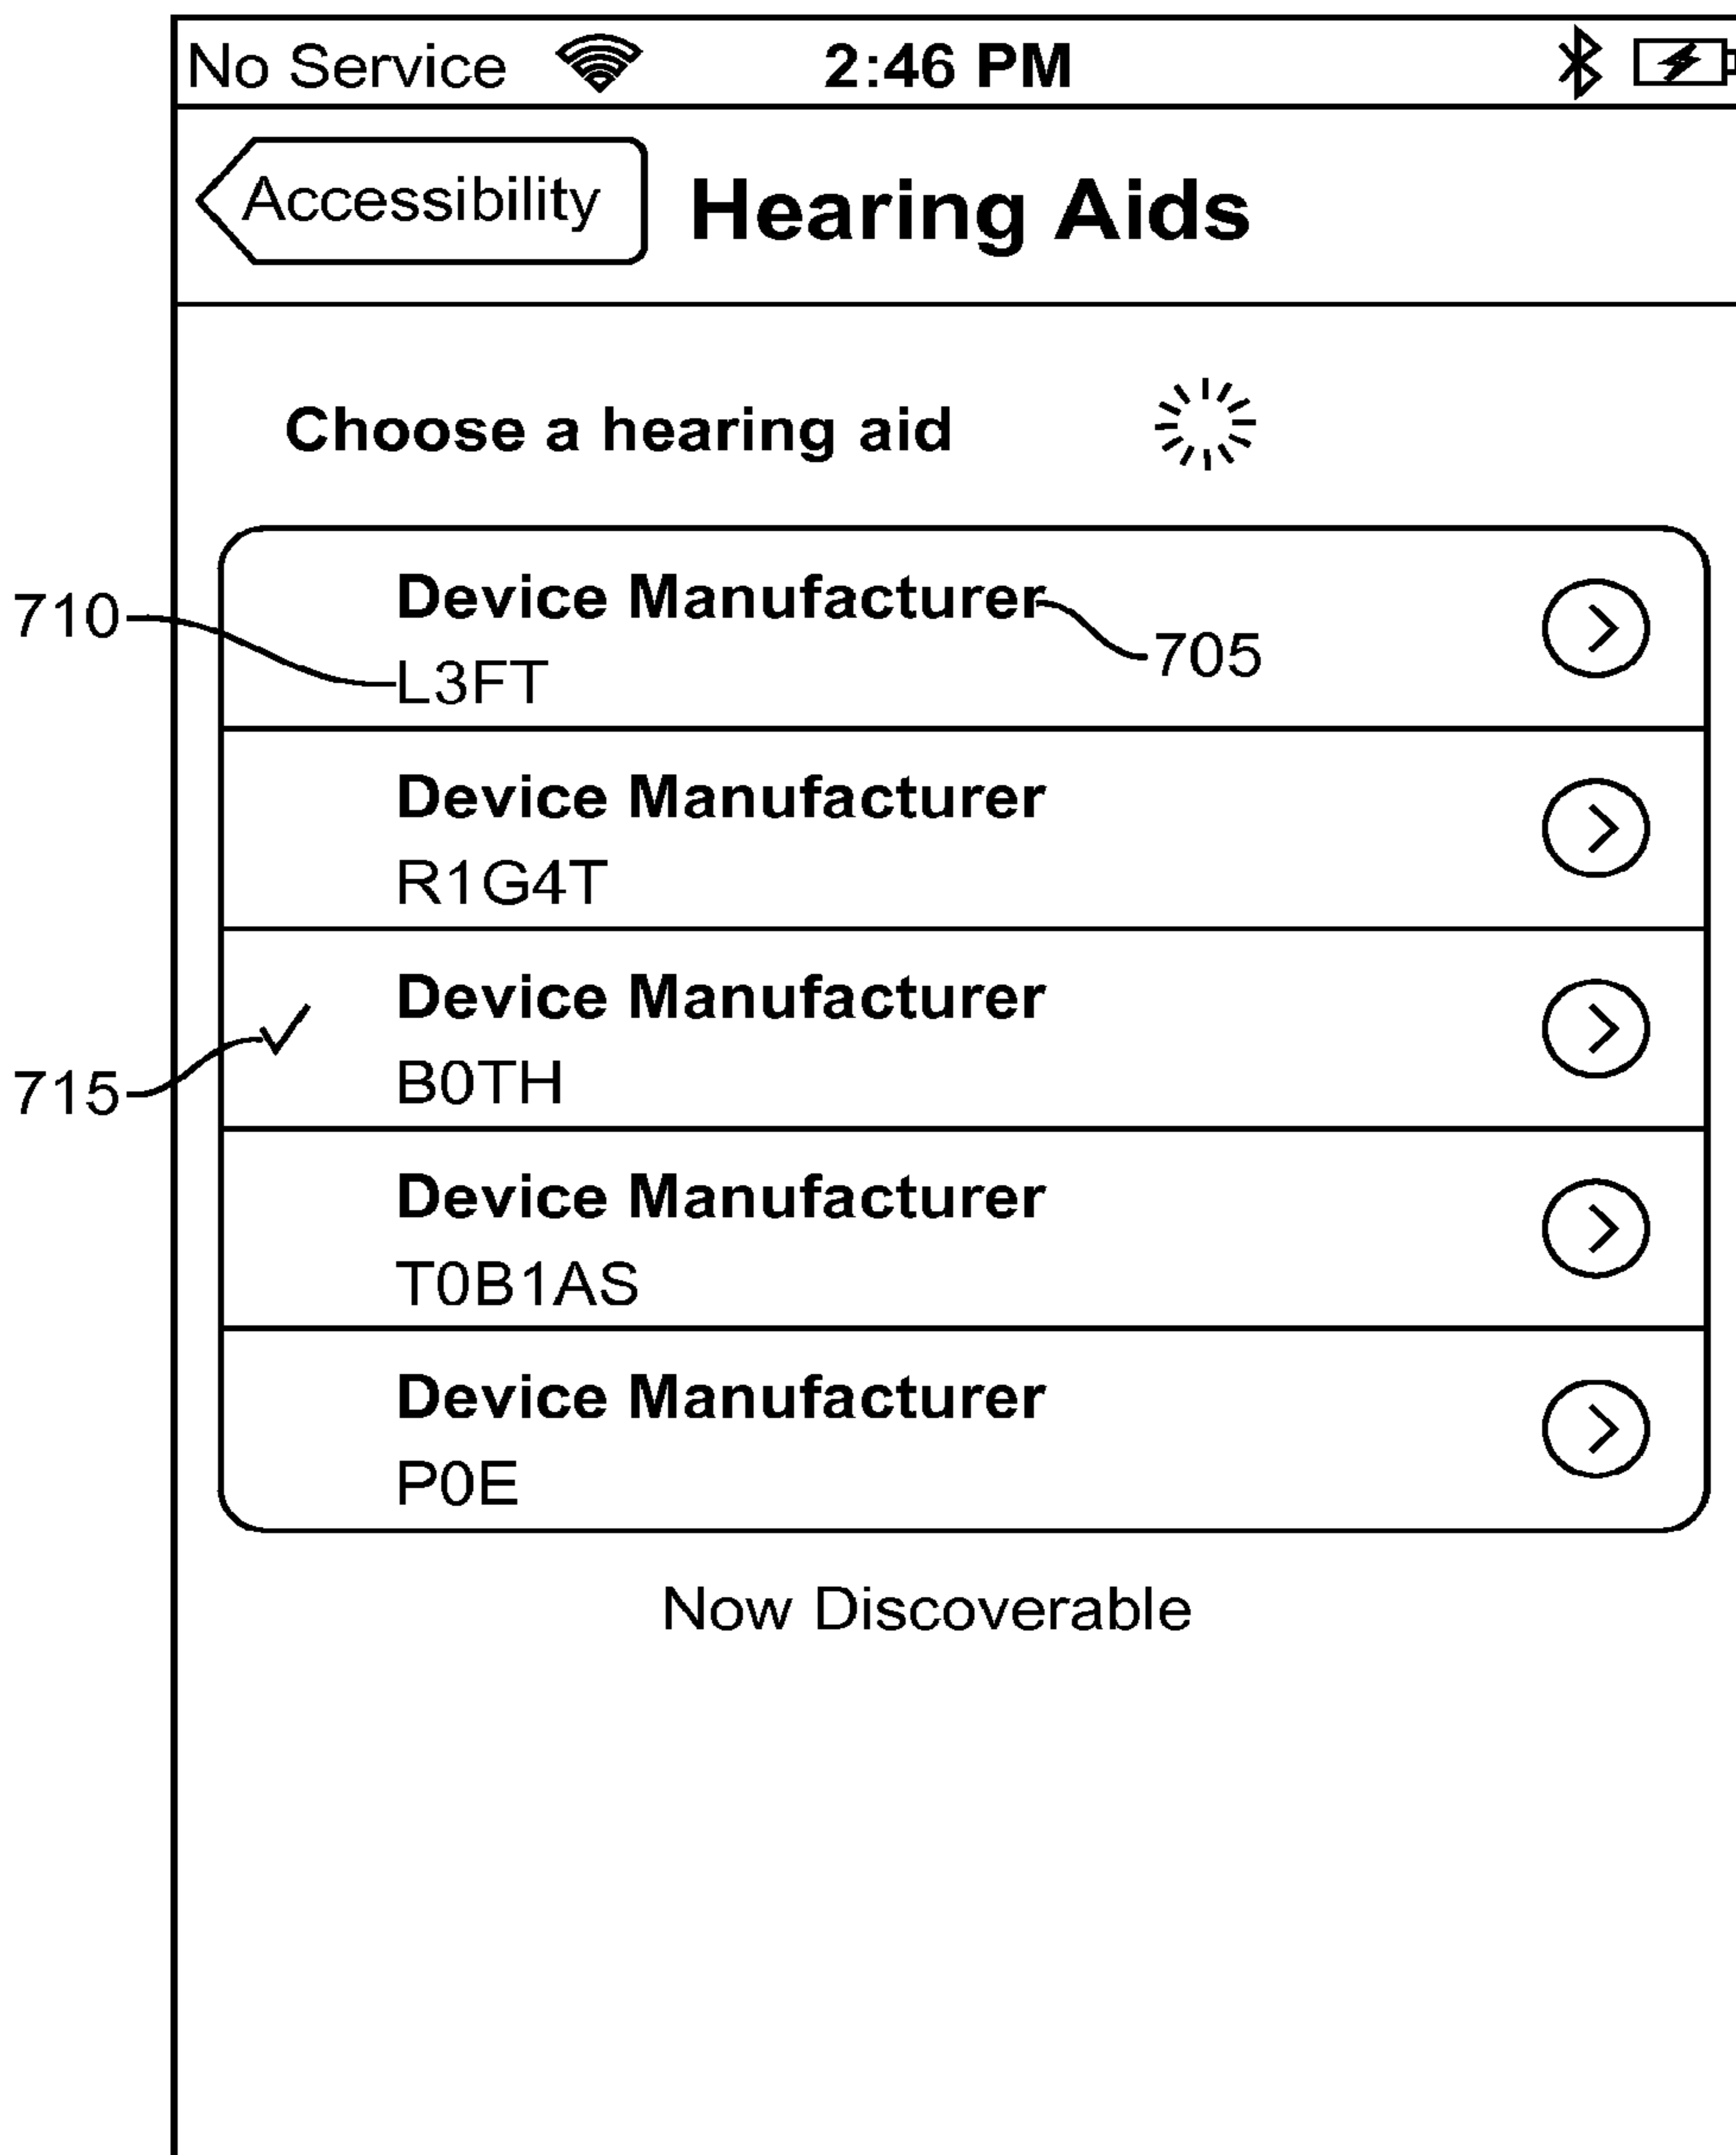 No Service 2:46 PM
Accessibility Hearing Aids
Choose a hearing aid
Device Manufacturer
710
705
L3FT
Device Manufacturer
R1G4T
Device Manufacturer
715
B0TH
Device Manufacturer
T0B1AS
Device Manufacturer
P0E
Now Discoverable